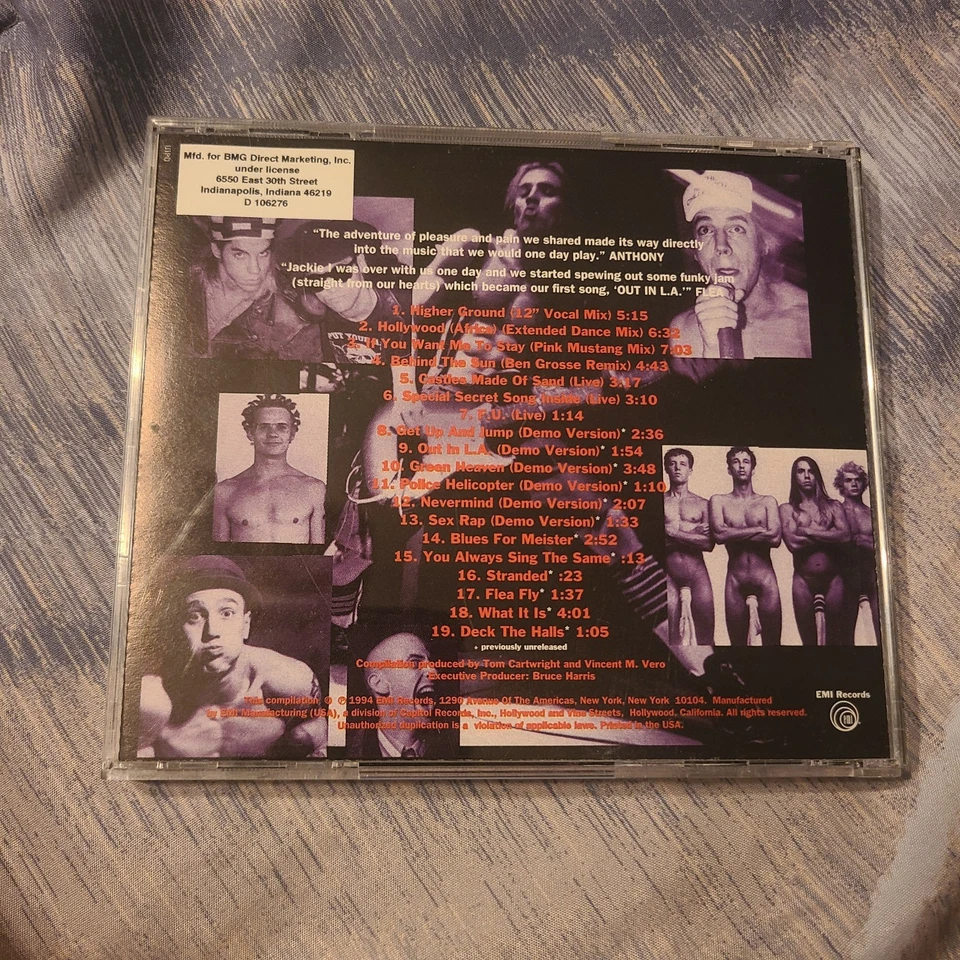 Mfd. for BMG Direct Marketing, Inc.
under license
6550 East 30th Street
Indianapolis, Indiana 46219
D 106276
"The adventure of pleasure and pain we shared made its way directly
into the music that we would one day play." ANTHONY
"Jackie I was over with us one day and we started spewing out some funky jam
(straight from our hearts) which became our first song, 'OUT IN L.A.'" FLEA
1. Higher Ground (12" Vocal Mix) 5:15
2. Hollywood (Africa) (Extended Dance Mix) 6:32
3. If You Want Me To Stay (Pink Mustang Mix) 7:03
4. Behind The Sun (Ben Grosse Remix) 4:43
5. Castles Made Of Sand (Live) 3:17
6. Special Secret Song Inside (Live) 3:10
7. F.U. (Live) 1:14
8. Get Up And Jump (Demo Version)* 2:36
9. Out In L.A. (Demo Version)* 1:54
10. Green Heaven (Demo Version)* 3:48
11. Police Helicopter (Demo Version)* 1:10
12. Nevermind (Demo Version)* 2:07
13. Sex Rap (Demo Version)* 1:33
14. Blues For Meister* 2:52
15. You Always Sing The Same* :13
16. Stranded* :23
17. Flea Fly* 1:37
18. What It Is* 4:01
19. Deck The Halls* 1:05
* previously unreleased
Compilation produced by Tom Cartwright and Vincent M. Vero
Executive Producer: Bruce Harris
This compilation ℗ © 1994 EMI Records, 1290 Avenue Of The Americas, New York, New York 10104. Manufactured
by EMI Manufacturing (USA), a division of Capitol Records, Inc., Hollywood and Vine Streets, Hollywood, California. All rights reserved.
Unauthorized duplication is a violation of applicable laws. Printed in the USA.
EMI Records
EMI
PUT YOUR